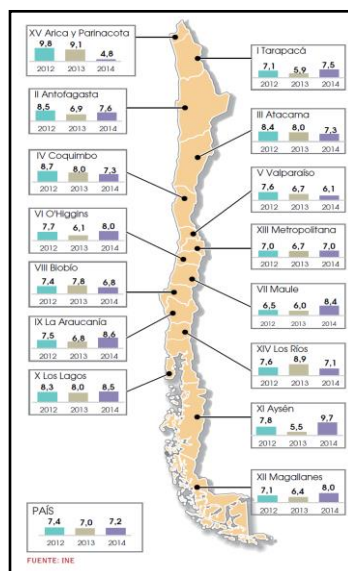 XV Arica y Parinacota
9,8 9,1 4,8
2012 2013 2014
I Tarapacá
7,1 5,9 7,5
2012 2013 2014
II Antofagasta
8,5 6,9 7,6
2012 2013 2014
III Atacama
8,4 8,0 7,3
2012 2013 2014
IV Coquimbo
8,7 8,0 7,3
2012 2013 2014
V Valparaíso
7,6 6,7 6,1
2012 2013 2014
VI O'Higgins
7,7 6,1 8,0
2012 2013 2014
XIII Metropolitana
7,0 6,7 7,0
2012 2013 2014
VIII Biobío
7,4 7,8 6,8
2012 2013 2014
VII Maule
6,5 6,0 8,4
2012 2013 2014
IX La Araucanía
7,5 6,8 8,6
2012 2013 2014
XIV Los Ríos
7,6 8,9 7,1
2012 2013 2014
X Los Lagos
8,3 8,0 8,5
2012 2013 2014
XI Aysén
7,8 5,5 9,7
2012 2013 2014
XII Magallanes
7,1 6,4 8,0
2012 2013 2014
PAÍS
7,4 7,0 7,2
2012 2013 2014
FUENTE: INE